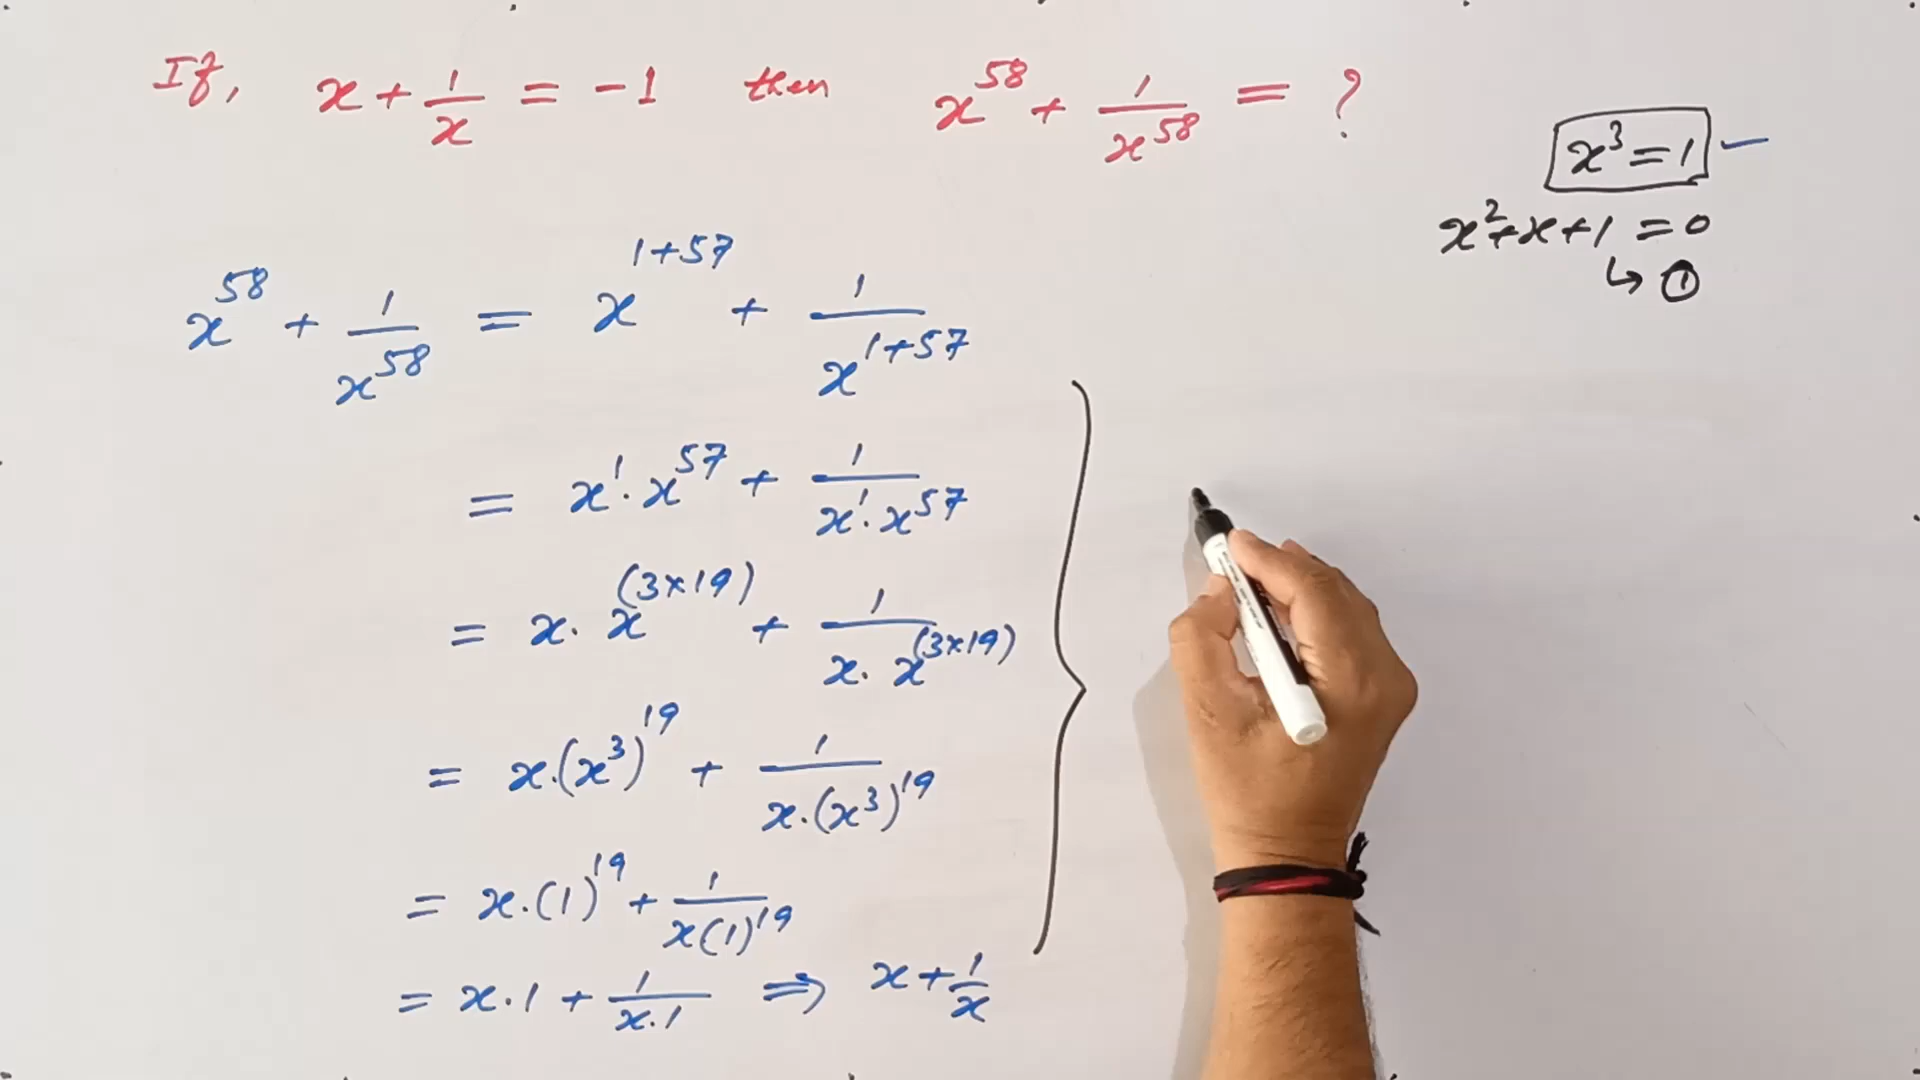 If, x + 1/x = -1 then x^58 + 1/x^58 = ?
x^3 = 1
x^2 + x + 1 = 0
↳ ①
x^58 + 1/x^58 = x^(1+57) + 1/x^(1+57)
= x^1 · x^57 + 1/(x^1 · x^57)
= x · x^(3×19) + 1/(x · x^(3×19))
= x · (x^3)^19 + 1/(x · (x^3)^19)
= x · (1)^19 + 1/(x(1)^19)
= x · 1 + 1/(x · 1) ⇒ x + 1/x